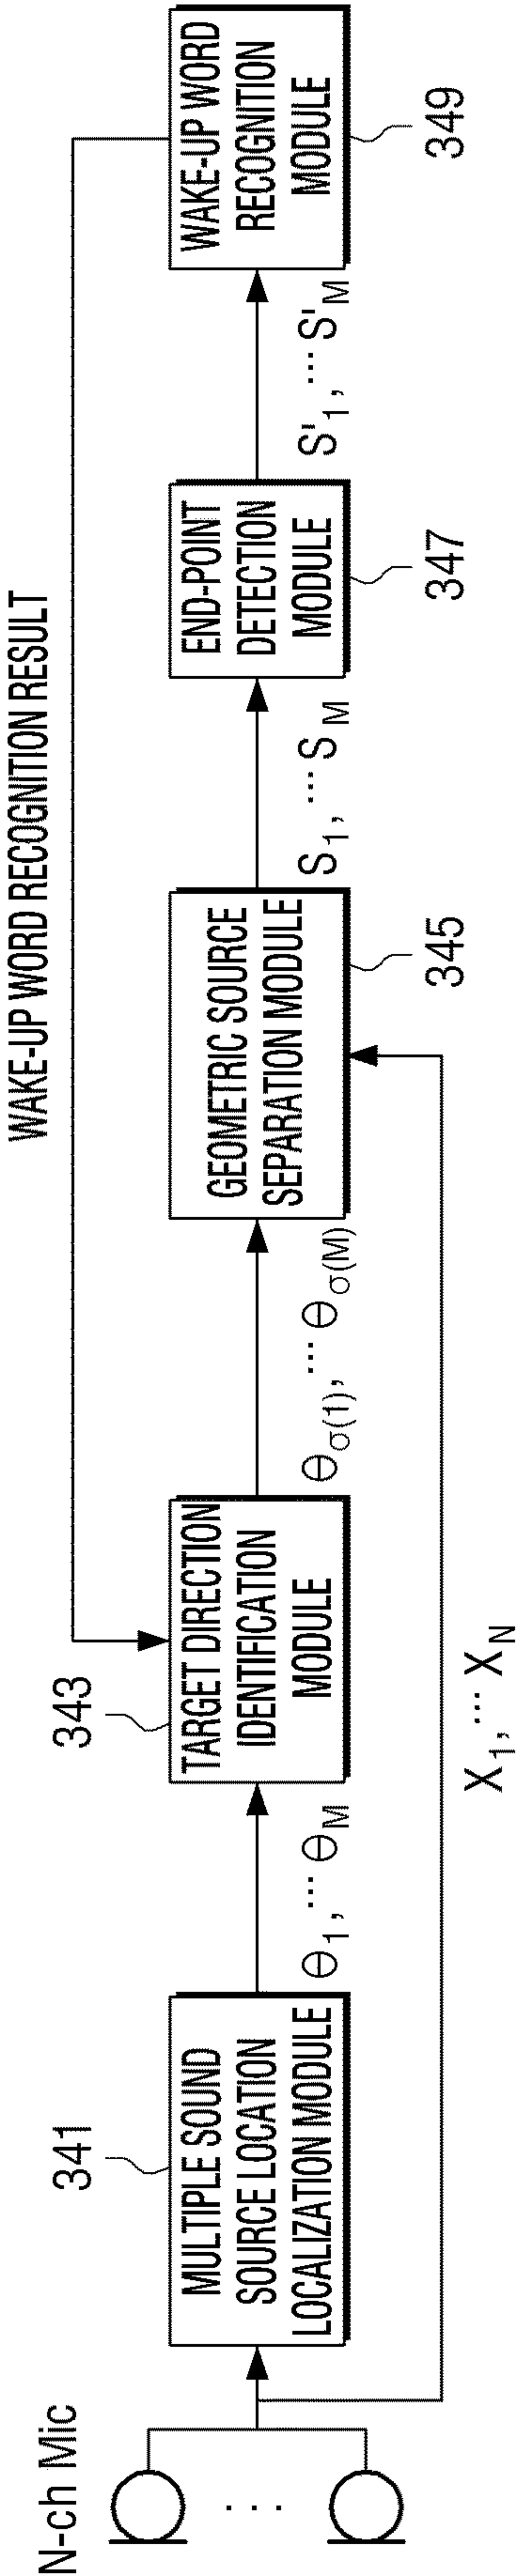 WAKE-UP WORD RECOGNITION RESULT
N-ch Mic
...
341
MULTIPLE SOUND
SOURCE LOCATION
LOCALIZATION MODULE
Θ1, ... ΘM
343
TARGET DIRECTION
IDENTIFICATION
MODULE
Θσ(1), ... Θσ(M)
GEOMETRIC SOURCE
SEPARATION MODULE
345
S1, ... SM
END-POINT
DETECTION
MODULE
347
S'1, ... S'M
WAKE-UP WORD
RECOGNITION
MODULE
349
X1, ... XN